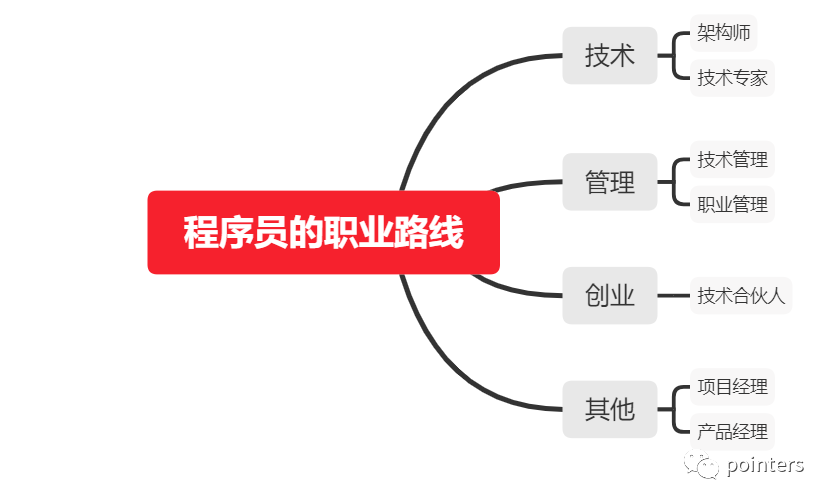 程序员的职业路线
技术
架构师
技术专家
管理
技术管理
职业管理
创业
技术合伙人
其他
项目经理
产品经理
pointers